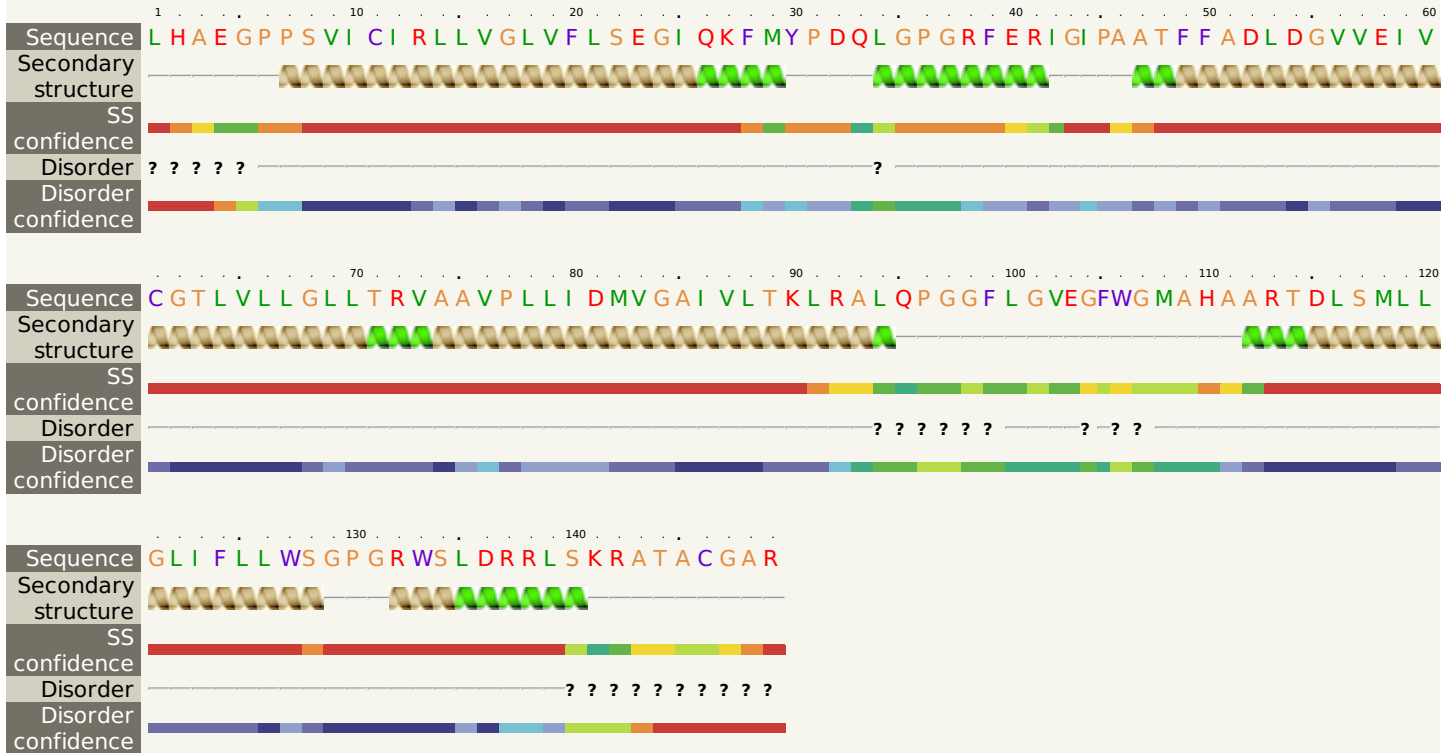 1 10 20 30 40 50 60
Sequence L H A E G P P S V I C I R L L V G L V F L S E G I Q K F M Y P D Q L G P G R F E R I G I P A A T F F A D L D G V V E I V
Secondary
structure
SS
confidence
Disorder ? ? ? ? ? ?
Disorder
confidence
70 80 90 100 110 120
Sequence C G T L V L L G L L T R V A A V P L L I D M V G A I V L T K L R A L Q P G G F L G V E G F W G M A H A A R T D L S M L L
Secondary
structure
SS
confidence
Disorder ? ? ? ? ? ? ? ? ?
Disorder
confidence
130 140
Sequence G L I F L L W S G P G R W S L D R R L S K R A T A C G A R
Secondary
structure
SS
confidence
Disorder ? ? ? ? ? ? ? ? ? ?
Disorder
confidence